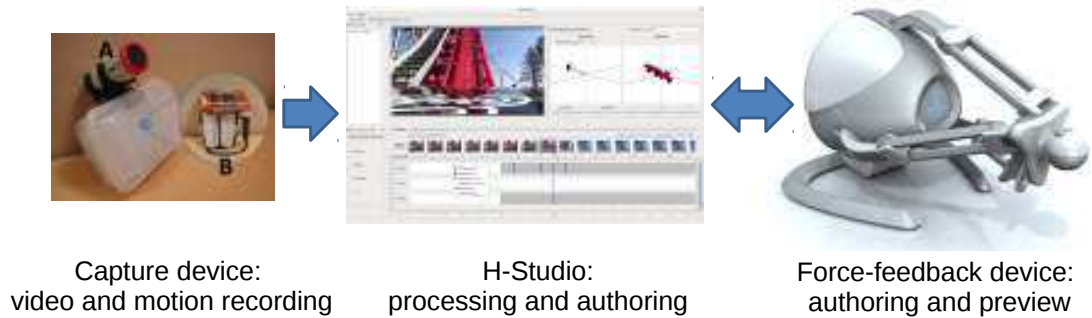 A
B
Capture device:
video and motion recording
H-Studio:
processing and authoring
Force-feedback device:
authoring and preview